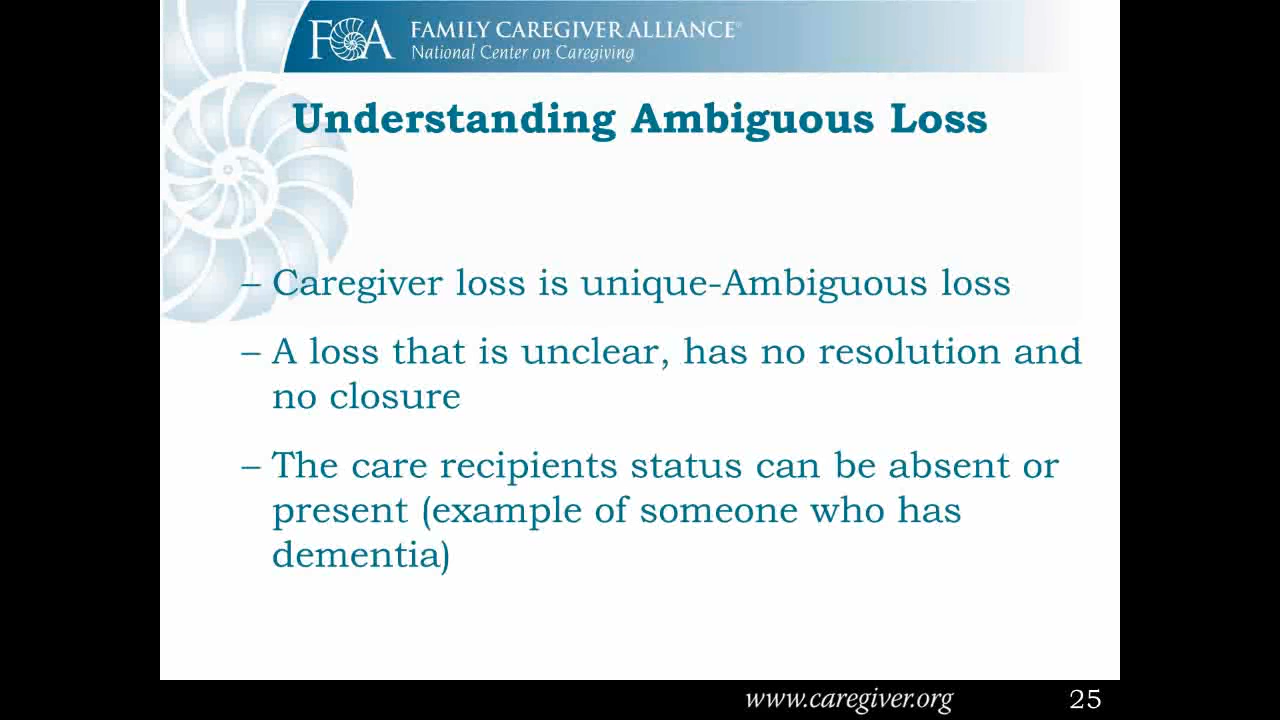 FCA FAMILY CAREGIVER ALLIANCE®
National Center on Caregiving
Understanding Ambiguous Loss
– Caregiver loss is unique-Ambiguous loss
– A loss that is unclear, has no resolution and
no closure
– The care recipients status can be absent or
present (example of someone who has
dementia)
www.caregiver.org 25